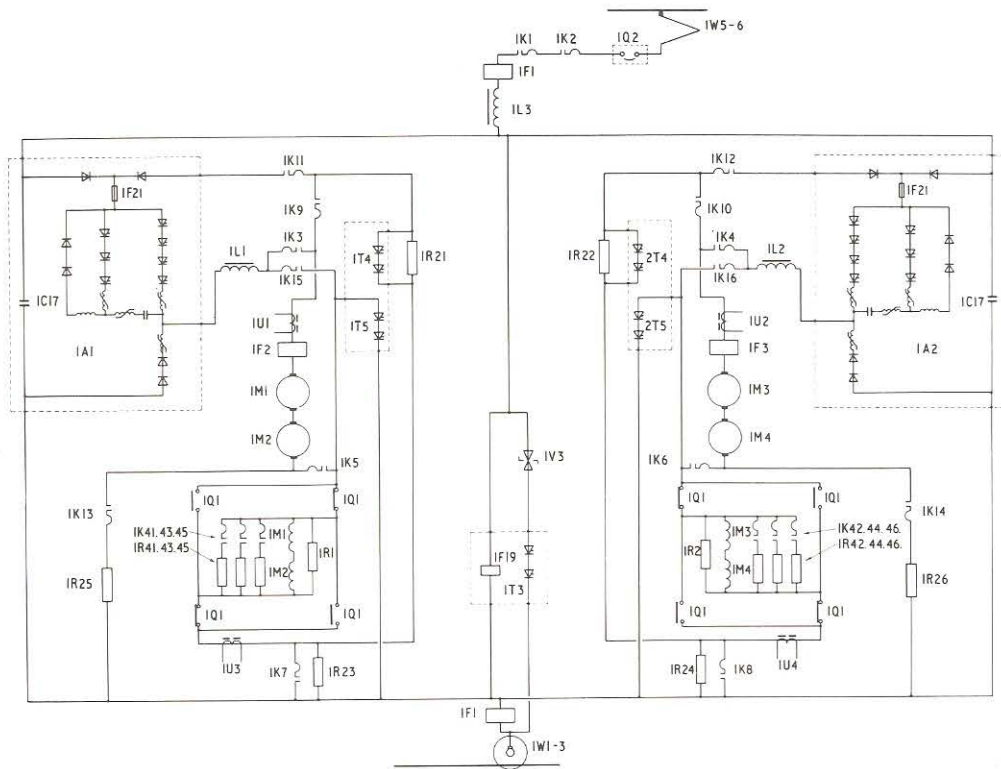 1W5-6
1K1 1K2 1Q2
1F1
1L3
1K11 1K12
1F21 1F21
1K9 1K10
1K3 1K4
1T4 1R21 1R22 2T4
1L1 1L2
1K15 1K16
1C17 1C17
1U1 1T5 2T5 1U2
1A1 1F2 1F3 1A2
1M1 1M3
1M2 1M4
1K5 1K6
1V3
1Q1 1Q1 1Q1 1Q1
1K13 1K14
1K41.43.45 1M1 1M3 1K42.44.46.
1R41.43.45 1R1 1R2 1R42.44.46.
1M2 1M4
1F19
1R25 1T3 1R26
1Q1 1Q1 1Q1 1Q1
1U3 1K7 1R23 1R24 1K8 1U4
1F1
1W1-3